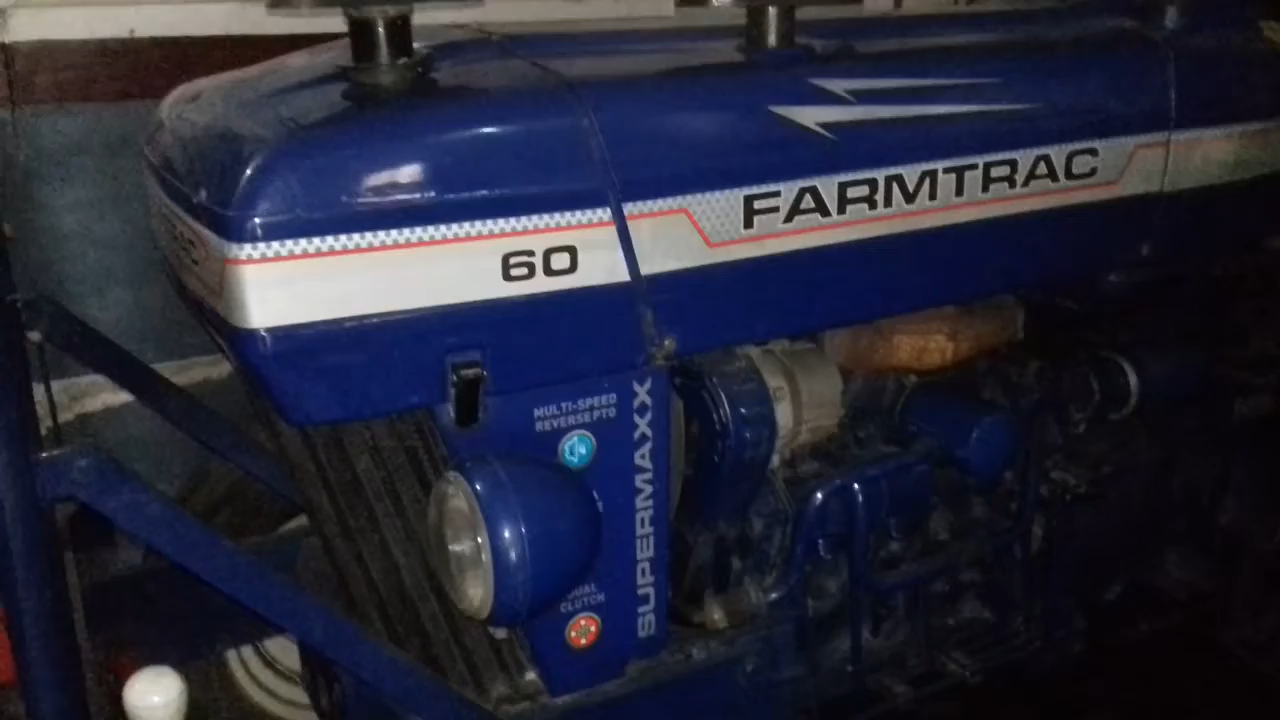 FARMTRAC
60
MULTI-SPEED
REVERSE PTO
SUPERMAXX
DUAL
CLUTCH